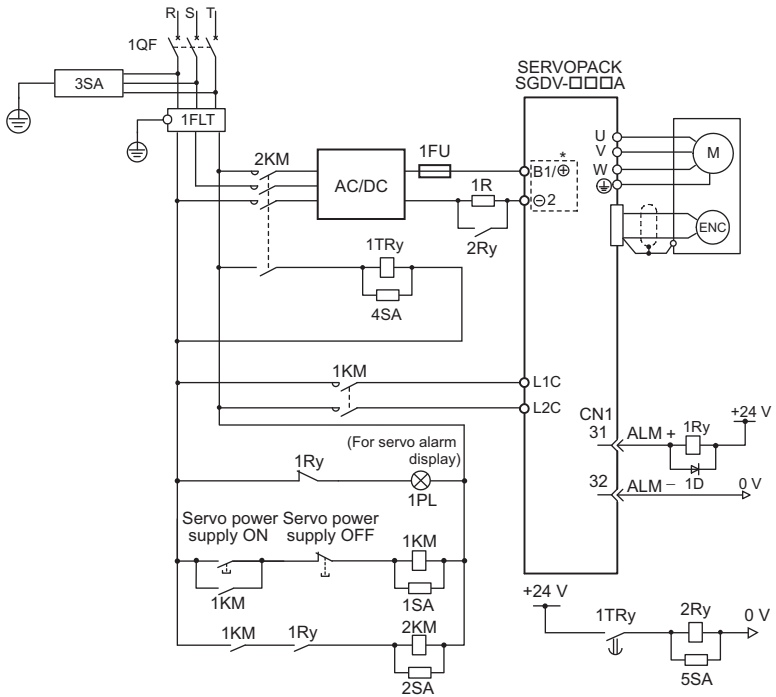 R S T
1QF
3SA
1FLT
2KM
AC/DC
1FU
1R
2Ry
1TRy
4SA
SERVOPACK
SGDV-□□□A
*
B1/⊕
⊖2
U
V
W
M
ENC
1KM
L1C
L2C
CN1
31
ALM +
1Ry
+24 V
1D
32
ALM −
0 V
(For servo alarm
display)
1Ry
1PL
Servo power
supply ON
Servo power
supply OFF
1KM
1KM
1SA
1KM
1Ry
2KM
2SA
+24 V
1TRy
2Ry
0 V
5SA